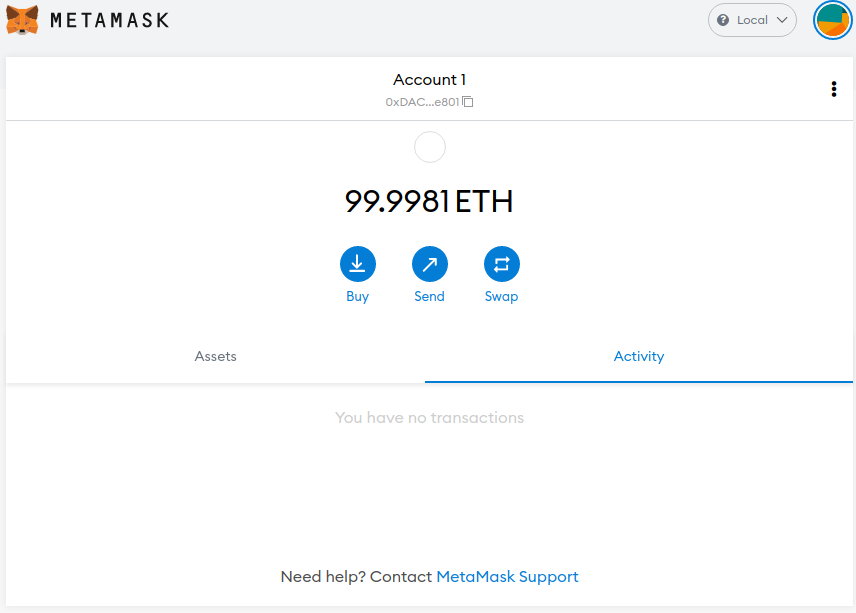 METAMASK
? Local
Account 1
0xDAC...e801
99.9981 ETH
Buy Send Swap
Assets Activity
You have no transactions
Need help? Contact MetaMask Support